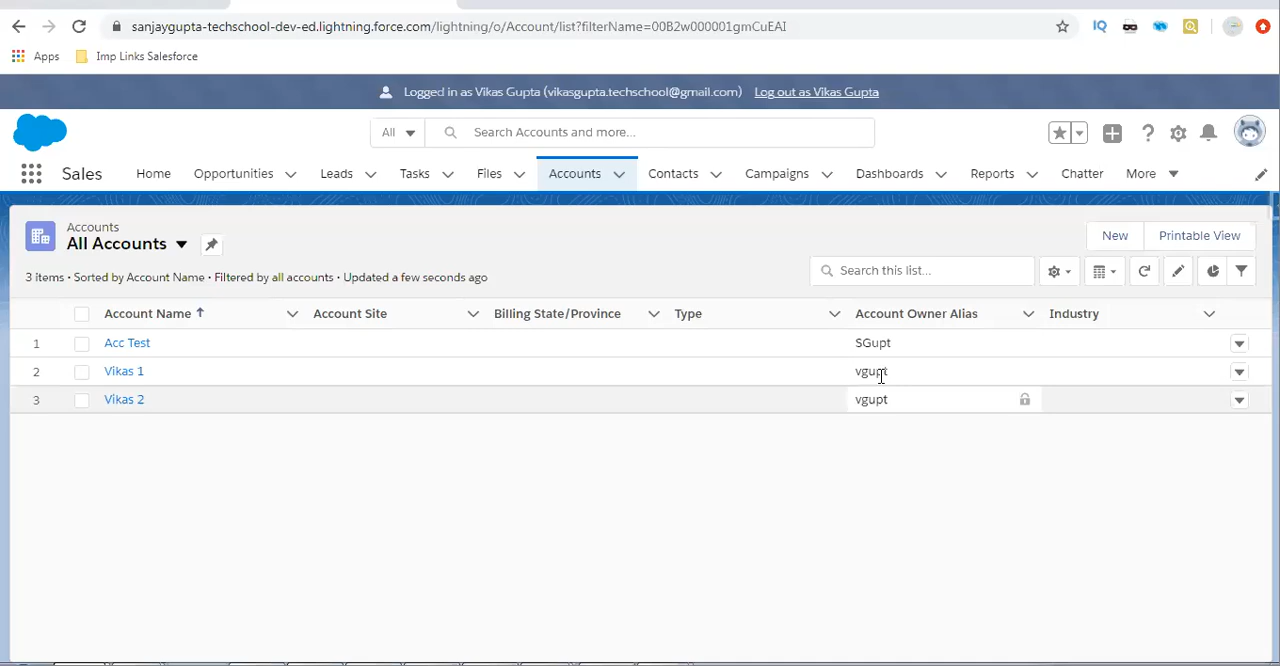 sanjaygupta-techschool-dev-ed.lightning.force.com/lightning/o/Account/list?filterName=00B2w000001gmCuEAI
IQ
Apps Imp Links Salesforce
Logged in as Vikas Gupta (vikasgupta.techschool@gmail.com) Log out as Vikas Gupta
All Search Accounts and more...
Sales Home Opportunities Leads Tasks Files Accounts Contacts Campaigns Dashboards Reports Chatter More
Accounts
All Accounts New Printable View
3 items • Sorted by Account Name • Filtered by all accounts • Updated a few seconds ago Search this list...
Account Name Account Site Billing State/Province Type Account Owner Alias Industry
1 Acc Test SGupt
2 Vikas 1 vgupt
3 Vikas 2 vgupt